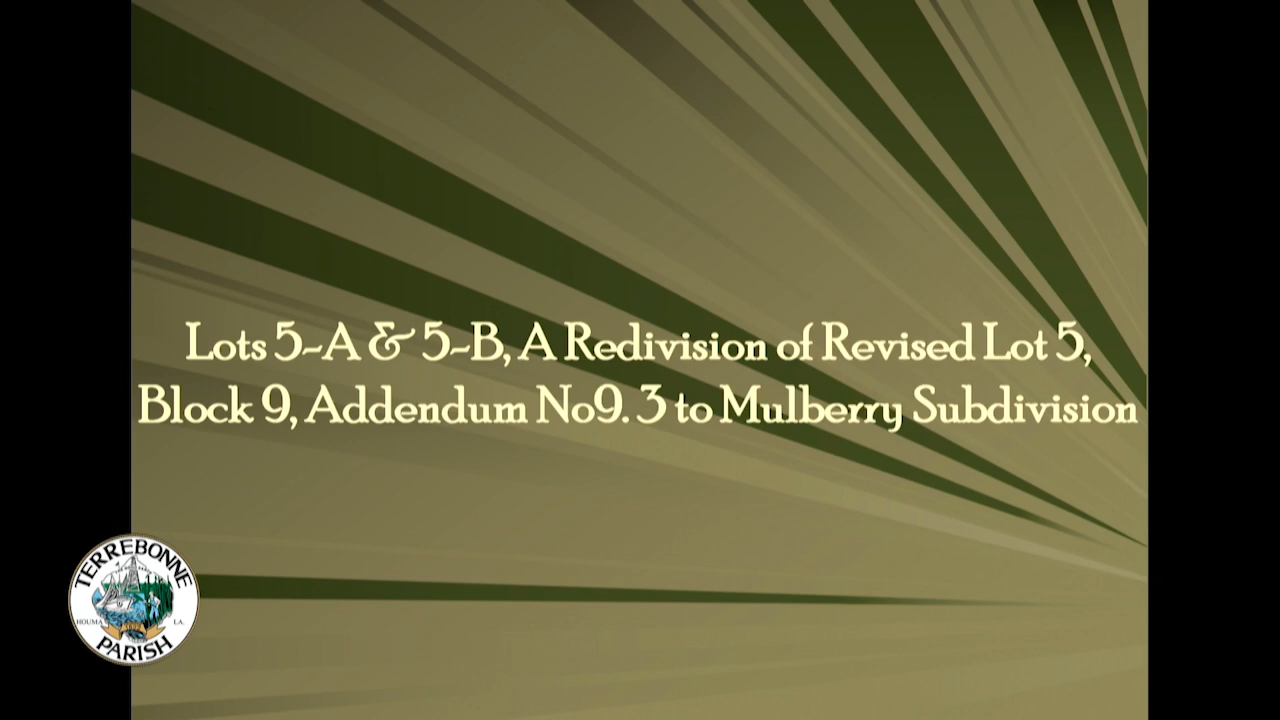 Lots 5-A & 5-B, A Redivision of Revised Lot 5,
Block 9, Addendum No9. 3 to Mulberry Subdivision
TERREBONNE
HOUMA LA.
PARISH